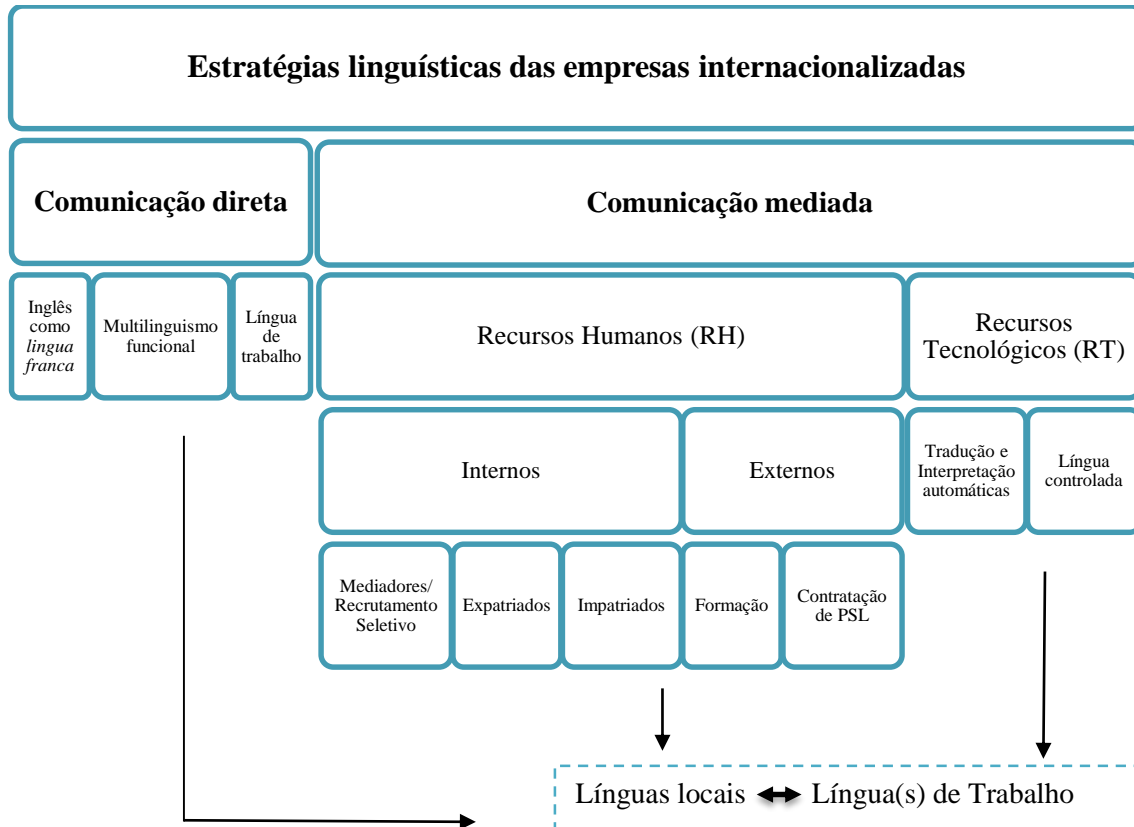 Estratégias linguísticas das empresas internacionalizadas
Comunicação direta
Comunicação mediada
Inglês
como
lingua
franca
Multilinguismo
funcional
Língua
de
trabalho
Recursos Humanos (RH)
Recursos
Tecnológicos (RT)
Internos
Externos
Tradução e
Interpretação
automáticas
Língua
controlada
Mediadores/
Recrutamento
Seletivo
Expatriados
Impatriados
Formação
Contratação
de PSL
Línguas locais Língua(s) de Trabalho